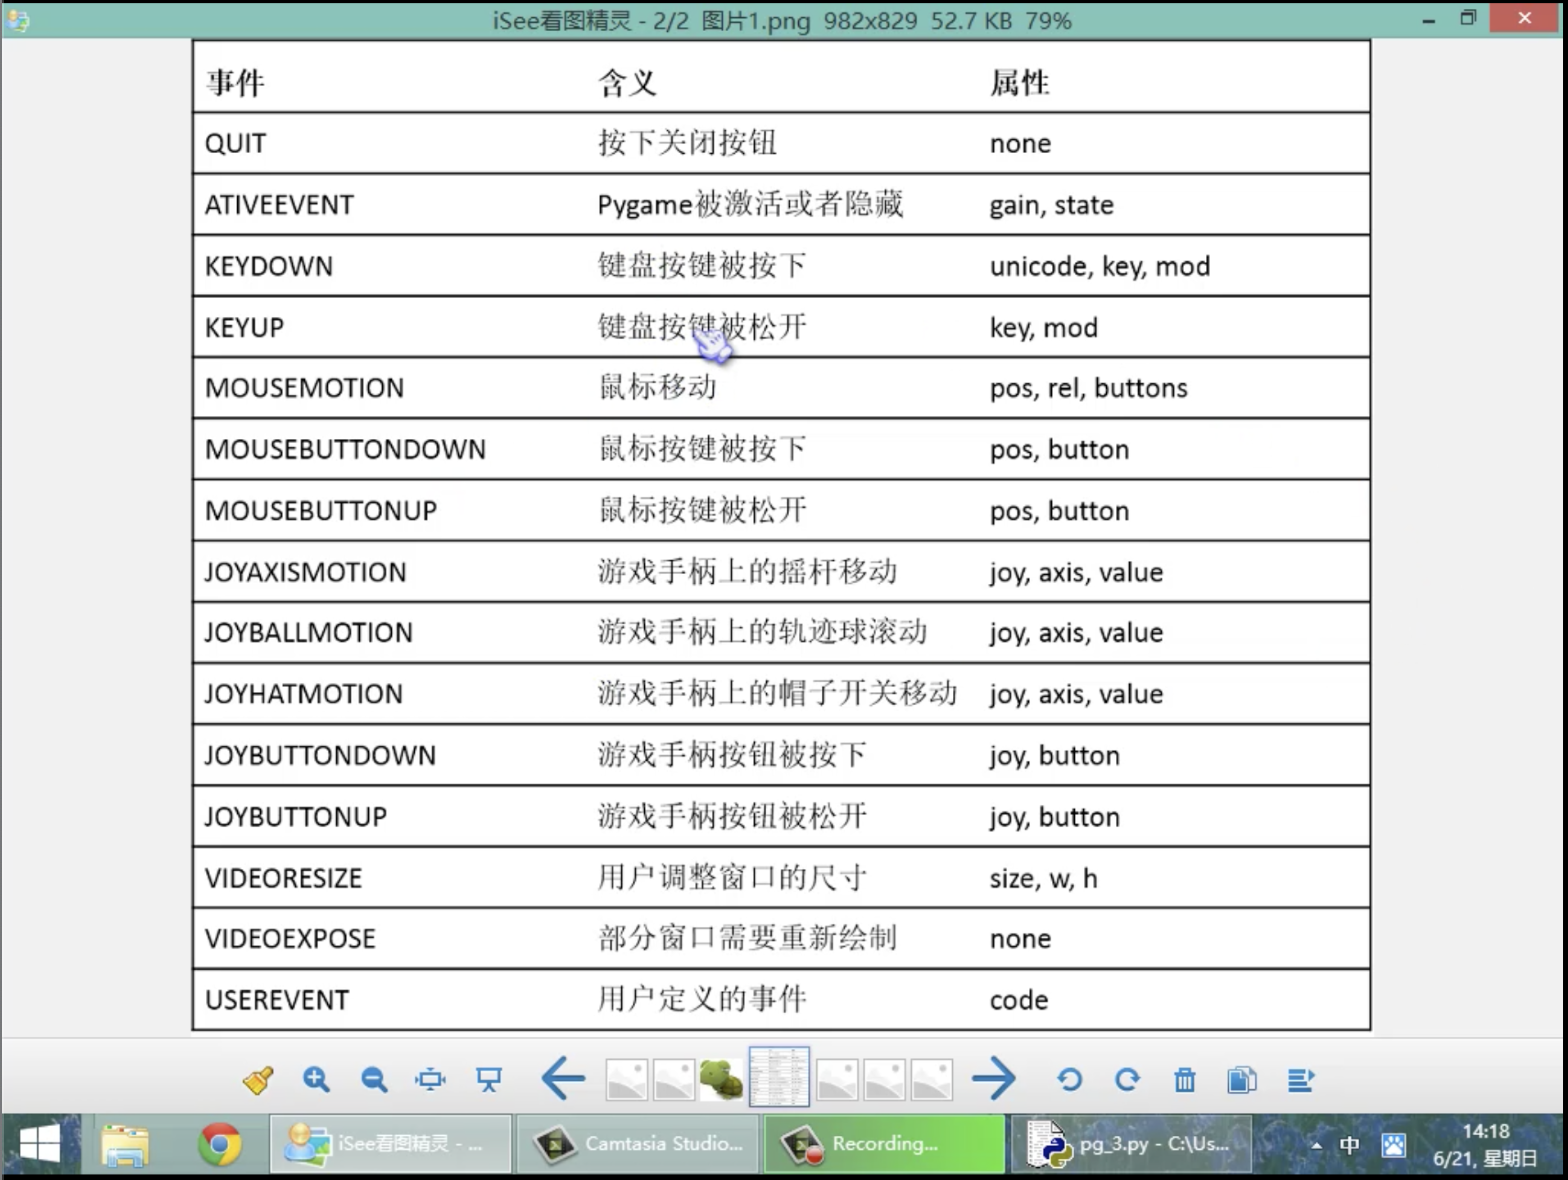 iSee看图精灵 - 2/2 图片1.png 982x829 52.7 KB 79%
事件 含义 属性
QUIT 按下关闭按钮 none
ATIVEEVENT Pygame被激活或者隐藏 gain, state
KEYDOWN 键盘按键被按下 unicode, key, mod
KEYUP 键盘按键被松开 key, mod
MOUSEMOTION 鼠标移动 pos, rel, buttons
MOUSEBUTTONDOWN 鼠标按键被按下 pos, button
MOUSEBUTTONUP 鼠标按键被松开 pos, button
JOYAXISMOTION 游戏手柄上的摇杆移动 joy, axis, value
JOYBALLMOTION 游戏手柄上的轨迹球滚动 joy, axis, value
JOYHATMOTION 游戏手柄上的帽子开关移动 joy, axis, value
JOYBUTTONDOWN 游戏手柄按钮被按下 joy, button
JOYBUTTONUP 游戏手柄按钮被松开 joy, button
VIDEORESIZE 用户调整窗口的尺寸 size, w, h
VIDEOEXPOSE 部分窗口需要重新绘制 none
USEREVENT 用户定义的事件 code
iSee看图精灵 - ... Camtasia Studio... Recording... pg_3.py - C:\Us... 中 14:18
6/21, 星期日